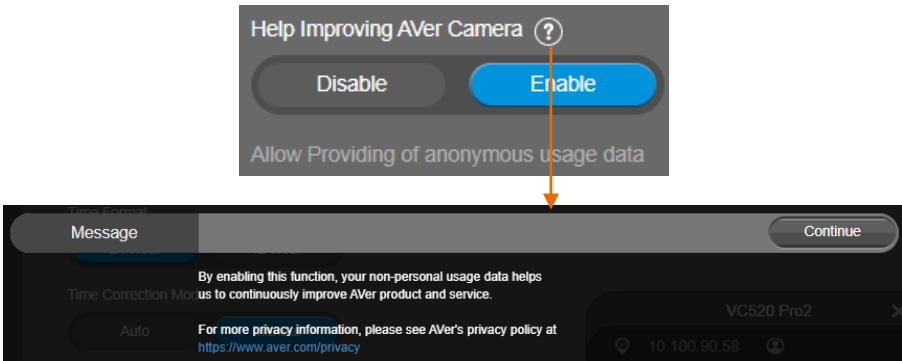 Help Improving AVer Camera ?
Disable Enable
Allow Providing of anonymous usage data
Time Format
Message Continue
By enabling this function, your non-personal usage data helps
Time Correction Mod us to continuously improve AVer product and service.
VC520 Pro2 X
Auto For more privacy information, please see AVer's privacy policy at
https://www.aver.com/privacy 10.100.90.58